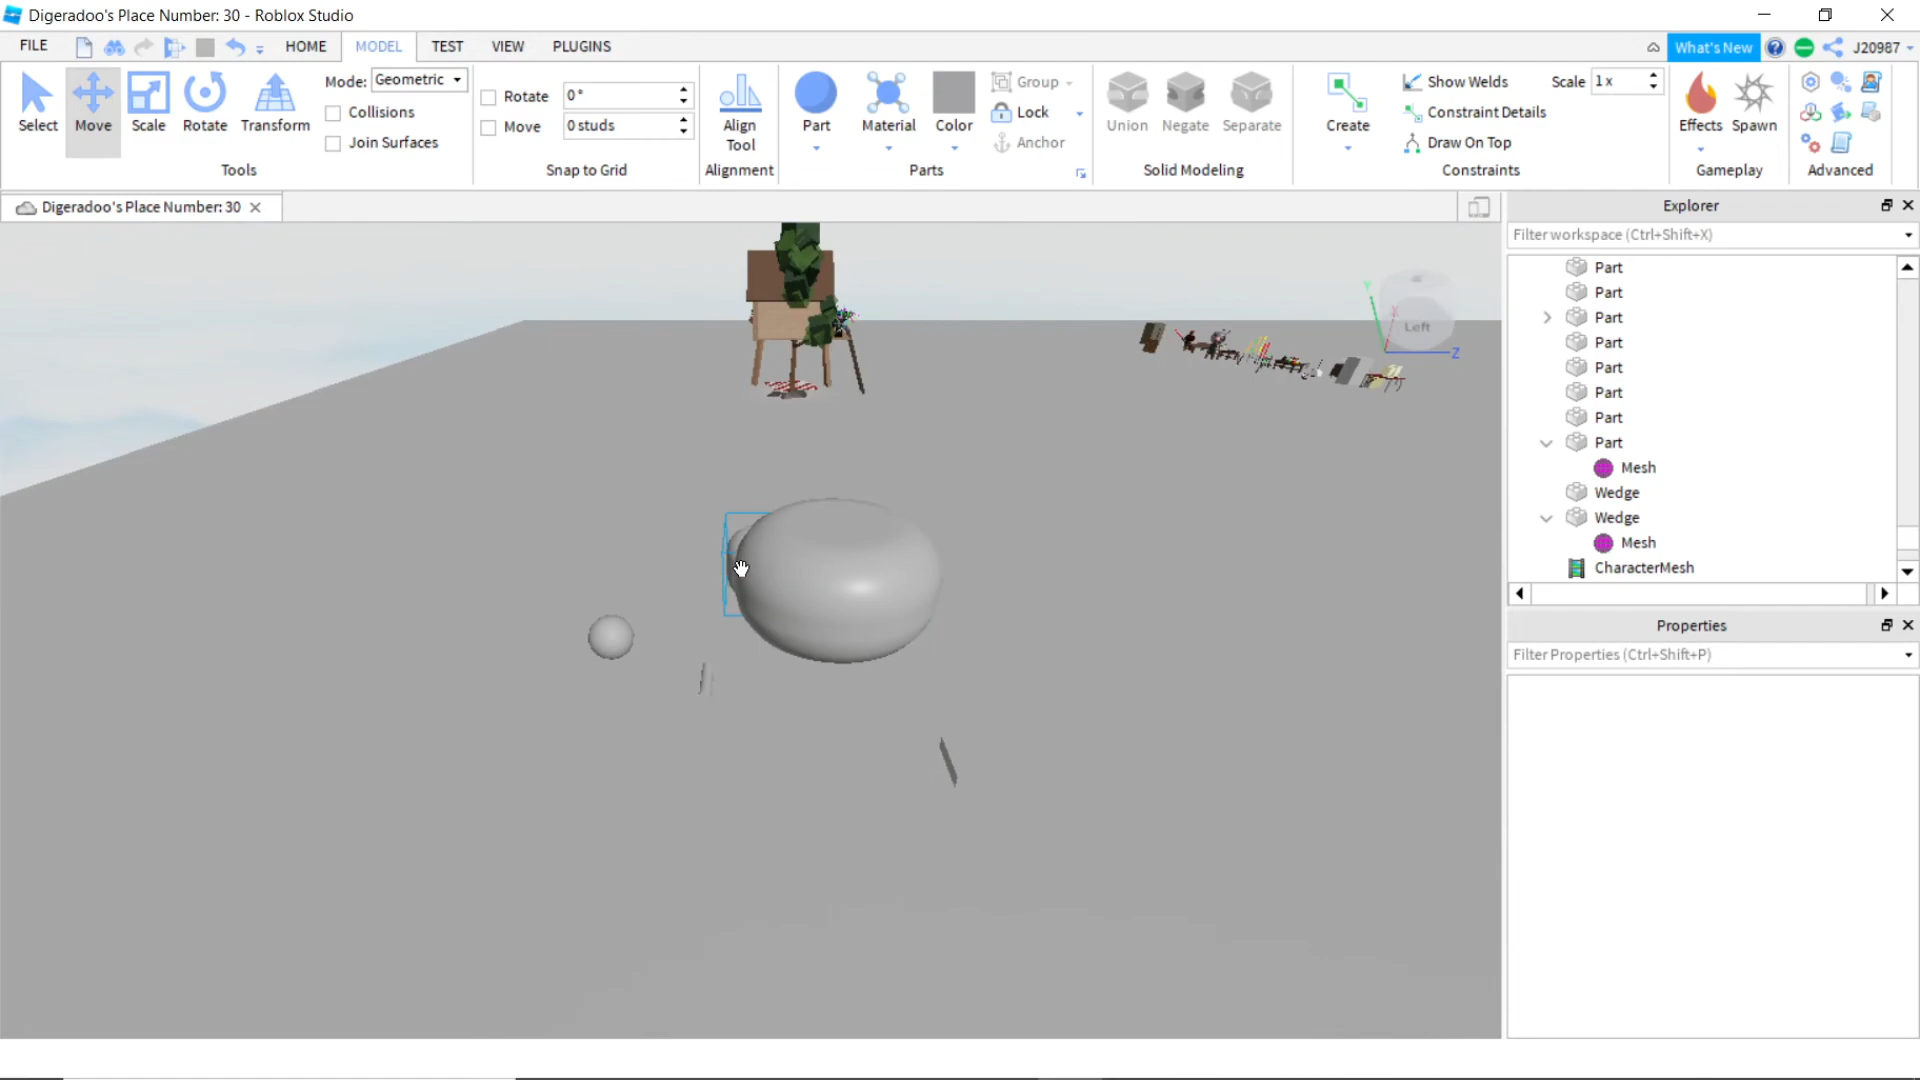 Digeradoo's Place Number: 30 - Roblox Studio
FILE HOME MODEL TEST VIEW PLUGINS What's New J20987
Select Move Scale Rotate Transform
Mode: Geometric
Collisions
Join Surfaces
Tools
Rotate 0°
Move 0 studs
Snap to Grid
Align
Tool
Alignment
Part Material Color
Group
Lock
Anchor
Parts
Union Negate Separate
Solid Modeling
Create
Show Welds Scale 1x
Constraint Details
Draw On Top
Constraints
Effects Spawn
Gameplay
Advanced
Digeradoo's Place Number: 30
Y
X
Left
Z
Explorer
Filter workspace (Ctrl+Shift+X)
Part
Part
Part
Part
Part
Part
Part
Part
Mesh
Wedge
Wedge
Mesh
CharacterMesh
Properties
Filter Properties (Ctrl+Shift+P)